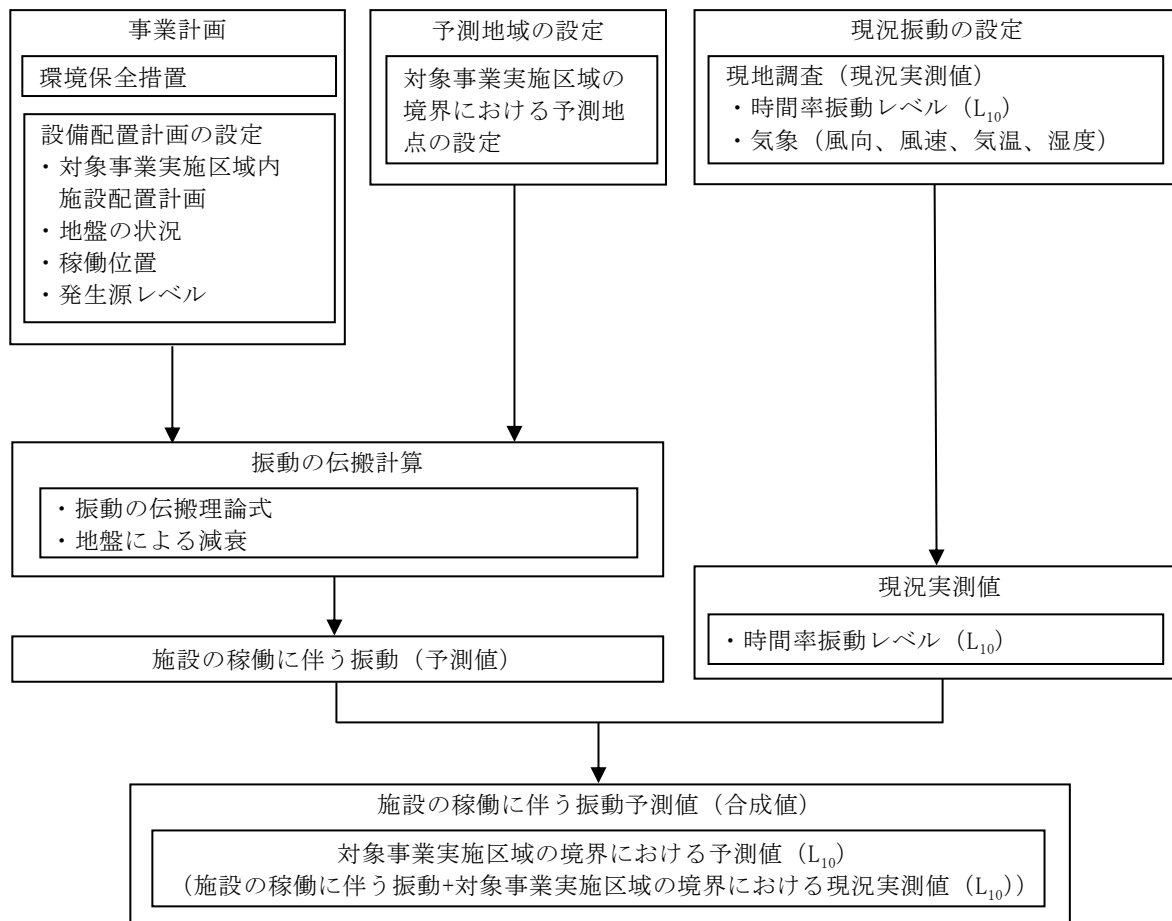 事業計画
環境保全措置
設備配置計画の設定
・対象事業実施区域内
施設配置計画
・地盤の状況
・稼働位置
・発生源レベル
予測地域の設定
対象事業実施区域の
境界における予測地
点の設定
現況振動の設定
現地調査（現況実測値）
・時間率振動レベル（L₁₀）
・気象（風向、風速、気温、湿度）
振動の伝搬計算
・振動の伝搬理論式
・地盤による減衰
現況実測値
・時間率振動レベル（L₁₀）
施設の稼働に伴う振動（予測値）
施設の稼働に伴う振動予測値（合成値）
対象事業実施区域の境界における予測値（L₁₀）
（施設の稼働に伴う振動+対象事業実施区域の境界における現況実測値（L₁₀））